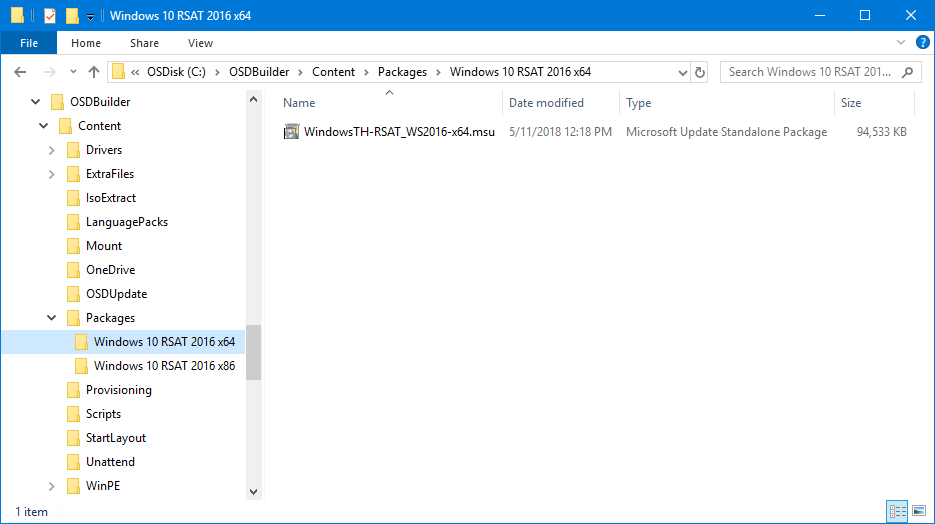 Windows 10 RSAT 2016 x64
File Home Share View
« OSDisk (C:) > OSDBuilder > Content > Packages > Windows 10 RSAT 2016 x64
Search Windows 10 RSAT 201...
OSDBuilder
Content
Drivers
ExtraFiles
IsoExtract
LanguagePacks
Mount
OneDrive
OSDUpdate
Packages
Windows 10 RSAT 2016 x64
Windows 10 RSAT 2016 x86
Provisioning
Scripts
StartLayout
Unattend
WinPE
Name Date modified Type Size
WindowsTH-RSAT_WS2016-x64.msu 5/11/2018 12:18 PM Microsoft Update Standalone Package 94,533 KB
1 item